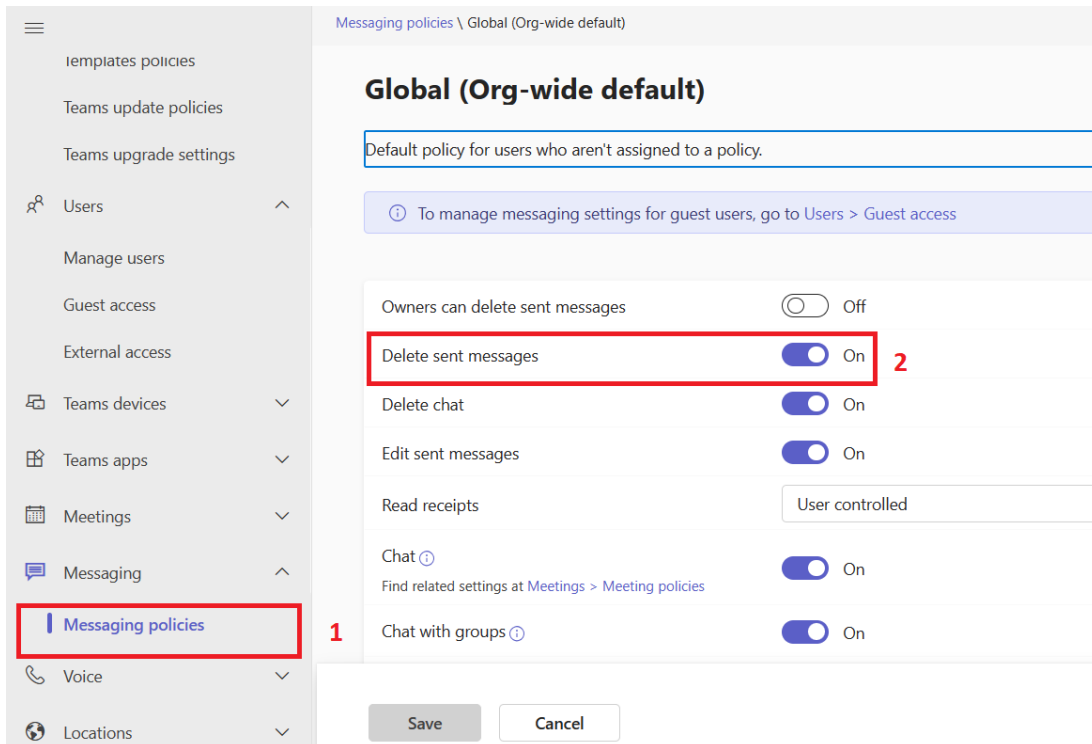 Templates policies
Teams update policies
Teams upgrade settings
Users
Manage users
Guest access
External access
Teams devices
Teams apps
Meetings
Messaging
Messaging policies
1
Voice
Locations
Messaging policies \ Global (Org-wide default)
Global (Org-wide default)
Default policy for users who aren't assigned to a policy.
To manage messaging settings for guest users, go to Users > Guest access
Owners can delete sent messages Off
Delete sent messages On 2
Delete chat On
Edit sent messages On
Read receipts User controlled
Chat On
Find related settings at Meetings > Meeting policies
Chat with groups On
Save Cancel